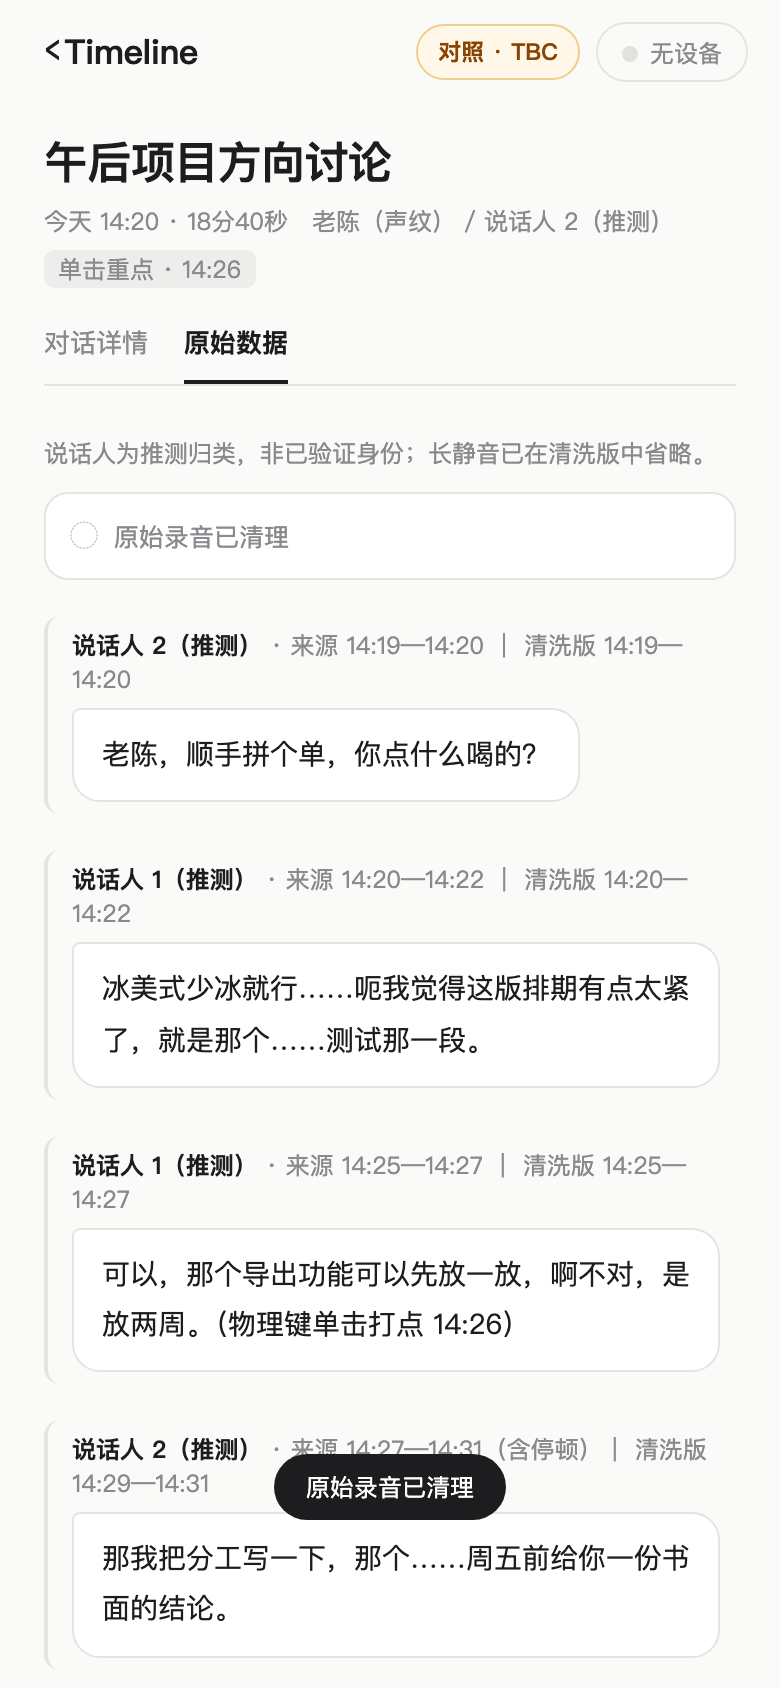 <Timeline
对照 · TBC
无设备
午后项目方向讨论
今天 14:20 · 18分40秒 老陈（声纹） / 说话人 2（推测）
单击重点 · 14:26
对话详情 原始数据
说话人为推测归类，非已验证身份；长静音已在清洗版中省略。
原始录音已清理
说话人 2（推测） · 来源 14:19—14:20 | 清洗版 14:19—
14:20
老陈，顺手拼个单，你点什么喝的？
说话人 1（推测） · 来源 14:20—14:22 | 清洗版 14:20—
14:22
冰美式少冰就行……呃我觉得这版排期有点太紧
了，就是那个……测试那一段。
说话人 1（推测） · 来源 14:25—14:27 | 清洗版 14:25—
14:27
可以，那个导出功能可以先放一放，啊不对，是
放两周。（物理键单击打点 14:26）
说话人 2（推测） · 来源 14:27—14:31（含停顿） | 清洗版
14:29—14:31
原始录音已清理
那我把分工写一下，那个……周五前给你一份书
面的结论。